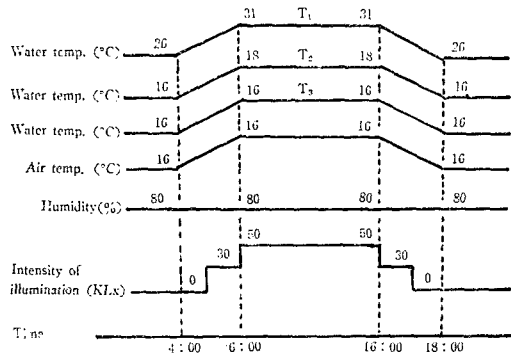 31 T₁ 31
Water temp. (°C) 26 26
18 T₂ 18
Water temp. (°C) 16 16
16 T₃ 16
Water temp. (°C) 16 16
16 16
Air temp. (°C) 16 16
Humidity(%) 80 80 80 80
50 50
30 30
Intensity of
illumination (KLx) 0 0
Time
4:00 6:00 16:00 18:00